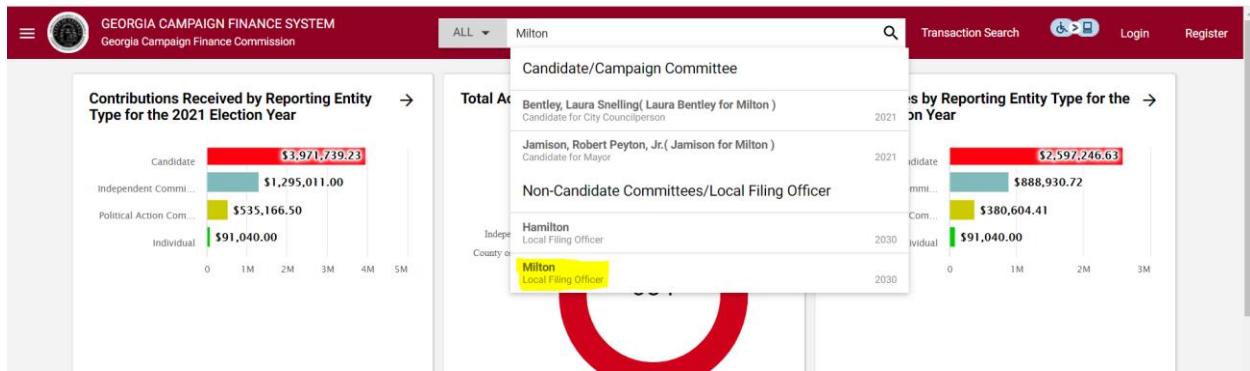 GEORGIA CAMPAIGN FINANCE SYSTEM
Georgia Campaign Finance Commission
ALL
Milton
Transaction Search
Login
Register
Contributions Received by Reporting Entity
Type for the 2021 Election Year
Candidate
$3,971,739.23
Independent Commi...
$1,295,011.00
Political Action Com...
$535,166.50
Individual
$91,040.00
0 1M 2M 3M 4M 5M
Total
Indepe
County o
Candidate/Campaign Committee
Bentley, Laura Snelling( Laura Bentley for Milton )
Candidate for City Councilperson
2021
Jamison, Robert Peyton, Jr.( Jamison for Milton )
Candidate for Mayor
2021
Non-Candidate Committees/Local Filing Officer
Hamilton
Local Filing Officer
2030
Milton
Local Filing Officer
2030
s by Reporting Entity Type for the
on Year
didate
$2,597,246.63
mmi...
$888,930.72
Com...
$380,604.41
ividual
$91,040.00
0 1M 2M 3M